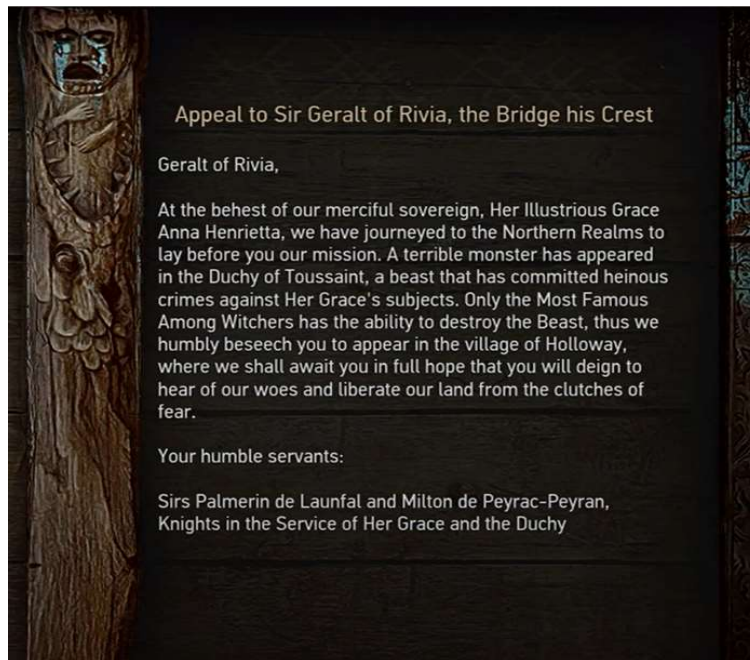 Appeal to Sir Geralt of Rivia, the Bridge his Crest
Geralt of Rivia,
At the behest of our merciful sovereign, Her Illustrious Grace
Anna Henrietta, we have journeyed to the Northern Realms to
lay before you our mission. A terrible monster has appeared
in the Duchy of Toussaint, a beast that has committed heinous
crimes against Her Grace's subjects. Only the Most Famous
Among Witchers has the ability to destroy the Beast, thus we
humbly beseech you to appear in the village of Holloway,
where we shall await you in full hope that you will deign to
hear of our woes and liberate our land from the clutches of
fear.
Your humble servants:
Sirs Palmerin de Launfal and Milton de Peyrac-Peyran,
Knights in the Service of Her Grace and the Duchy